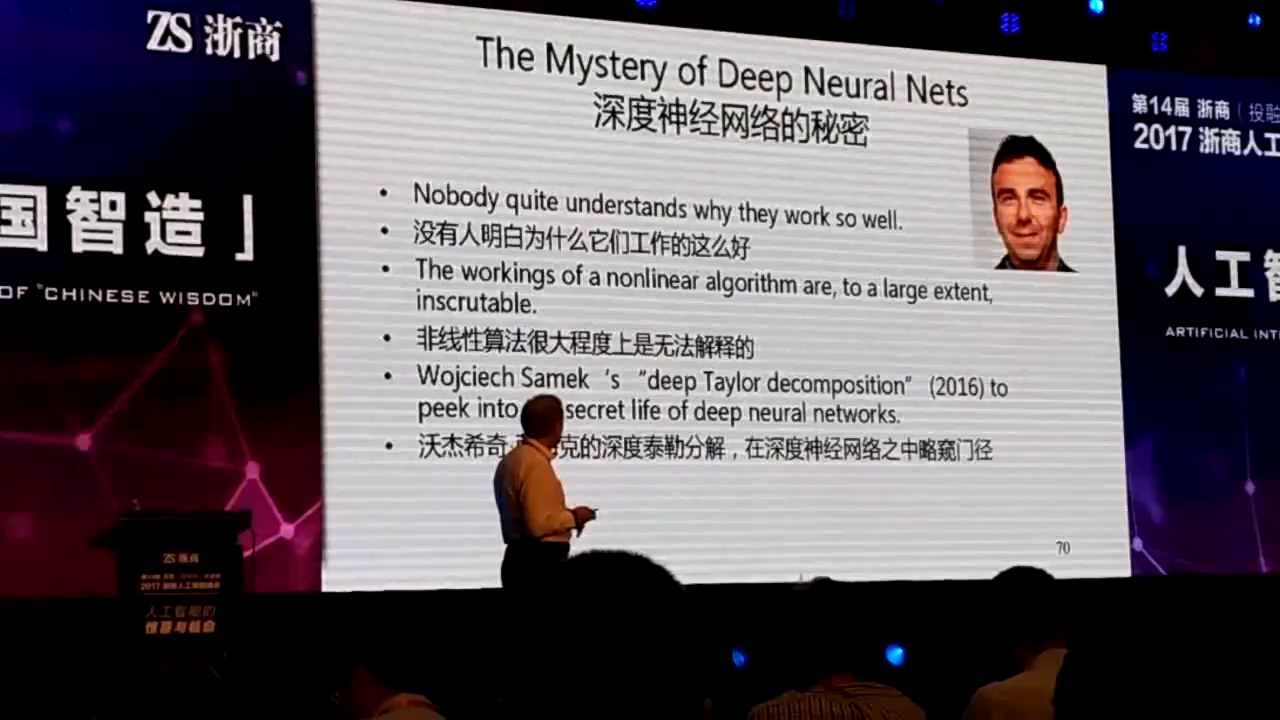 ZS 浙商
国智造」
OF "CHINESE WISDOM"
The Mystery of Deep Neural Nets
深度神经网络的秘密
• Nobody quite understands why they work so well.
• 没有人明白为什么它们工作的这么好
• The workings of a nonlinear algorithm are, to a large extent,
inscrutable.
• 非线性算法很大程度上是无法解释的
• Wojciech Samek 's “deep Taylor decomposition” (2016) to
peek into secret life of deep neural networks.
• 沃杰希奇 克的深度泰勒分解，在深度神经网络之中略窥门径
70
第14届 浙商（投融
2017 浙商人工
人工智
ARTIFICIAL INT
ZS 浙商
人工智能的